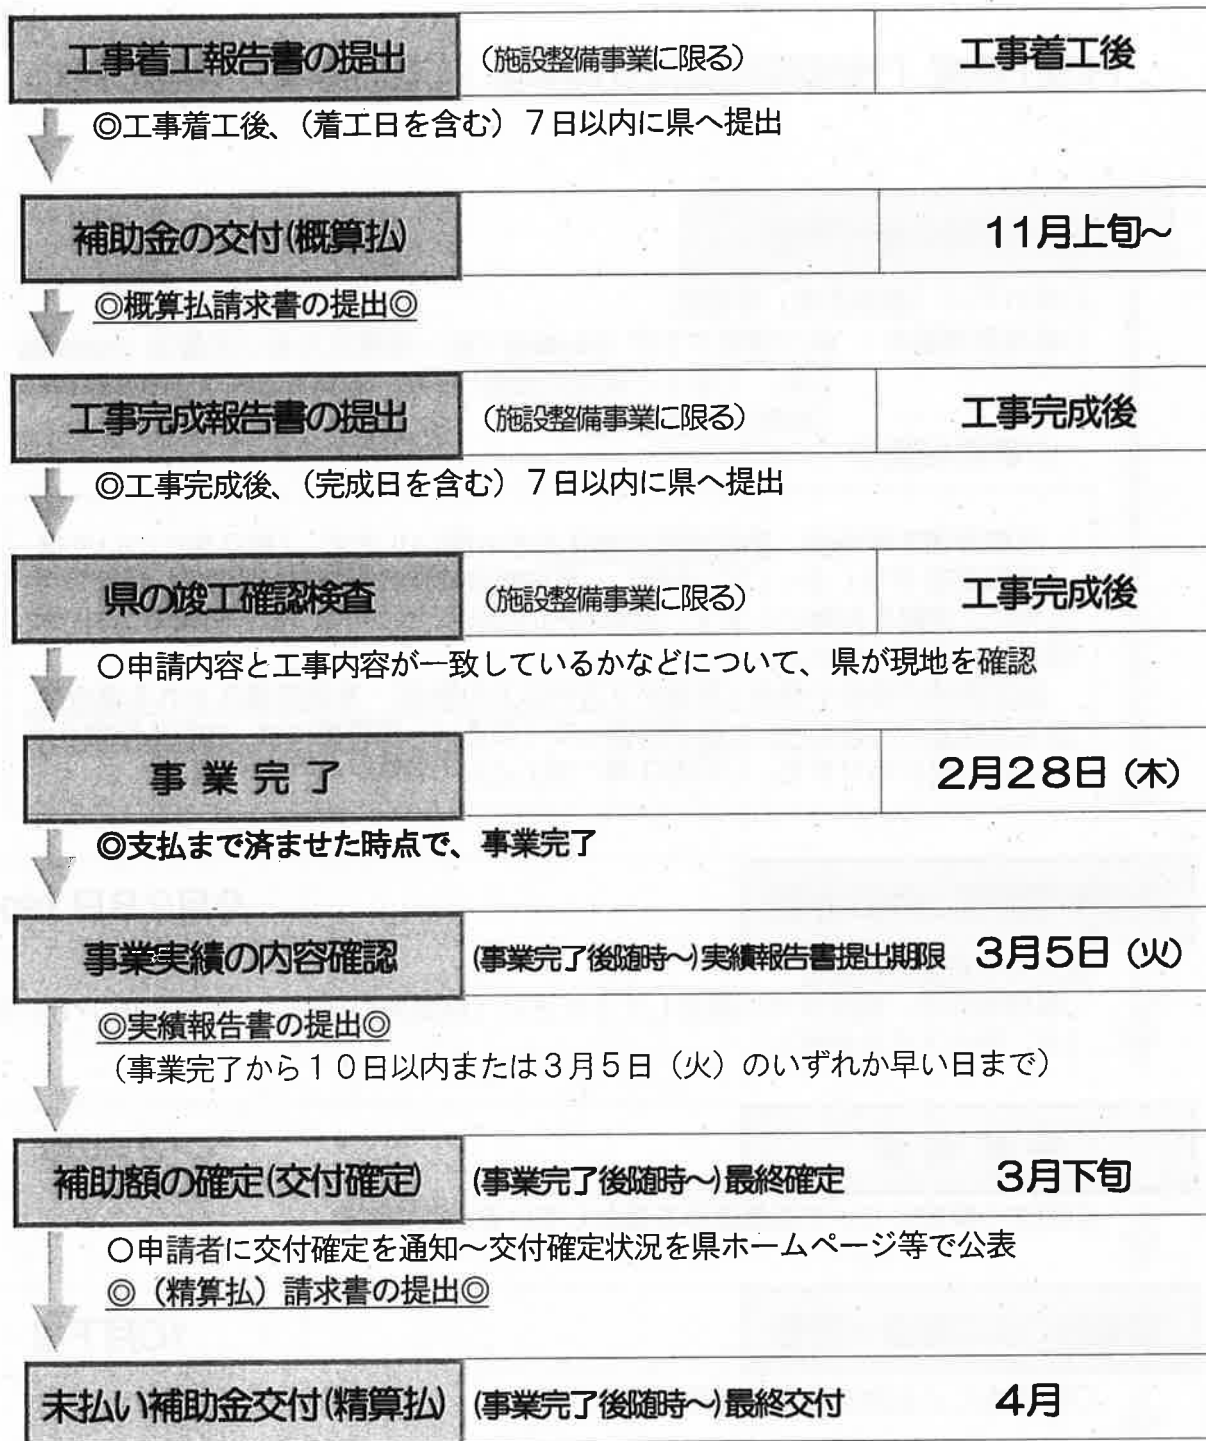 工事着工報告書の提出 （施設整備事業に限る） 工事着工後
◎工事着工後、（着工日を含む）７日以内に県へ提出
補助金の交付(概算払) 11月上旬～
◎概算払請求書の提出◎
工事完成報告書の提出 （施設整備事業に限る） 工事完成後
◎工事完成後、（完成日を含む）７日以内に県へ提出
県の竣工確認検査 （施設整備事業に限る） 工事完成後
○申請内容と工事内容が一致しているかなどについて、県が現地を確認
事 業 完 了 2月28日（木）
◎支払まで済ませた時点で、事業完了
事業実績の内容確認 (事業完了後随時～)実績報告書提出期限 3月5日（火）
◎実績報告書の提出◎
（事業完了から１０日以内または３月５日（火）のいずれか早い日まで）
補助額の確定(交付確定) (事業完了後随時～)最終確定 3月下旬
○申請者に交付確定を通知～交付確定状況を県ホームページ等で公表
◎（精算払）請求書の提出◎
未払い補助金交付(精算払) (事業完了後随時～)最終交付 4月